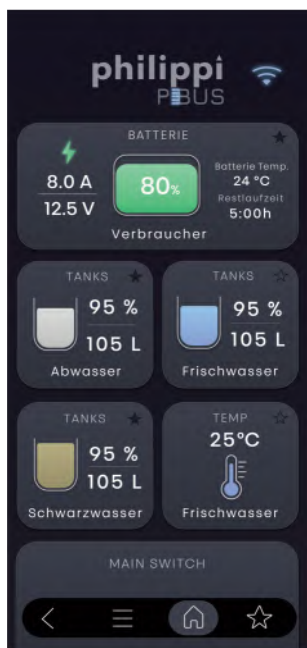 philippi
PBUS
BATTERIE
8.0 A
12.5 V
80%
Batterie Temp.
24 °C
Restlaufzeit
5:00h
Verbraucher
TANKS
95 %
105 L
Abwasser
TANKS
95 %
105 L
Frischwasser
TANKS
95 %
105 L
Schwarzwasser
TEMP
25°C
Frischwasser
MAIN SWITCH